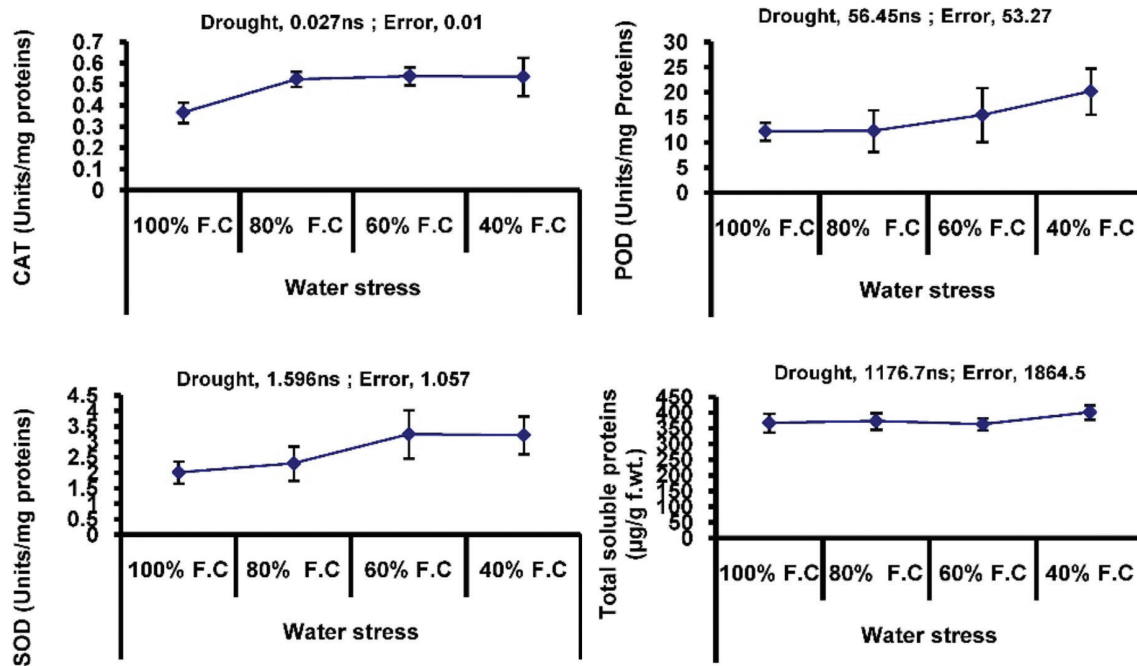 Drought, 0.027ns ; Error, 0.01
CAT (Units/mg proteins)
0.7
0.6
0.5
0.4
0.3
0.2
0.1
0
100% F.C 80% F.C 60% F.C 40% F.C
Water stress
Drought, 56.45ns ; Error, 53.27
POD (Units/mg Proteins)
30
25
20
15
10
5
0
100% F.C 80% F.C 60% F.C 40% F.C
Water stress
Drought, 1.596ns ; Error, 1.057
SOD (Units/mg proteins)
4.5
4
3.5
3
2.5
2
1.5
1
0.5
0
100% F.C 80% F.C 60% F.C 40% F.C
Water stress
Drought, 1176.7ns; Error, 1864.5
Total soluble proteins
(µg/g f.wt.)
450
400
350
300
250
200
150
100
50
0
100% F.C 80% F.C 60% F.C 40% F.C
Water stress